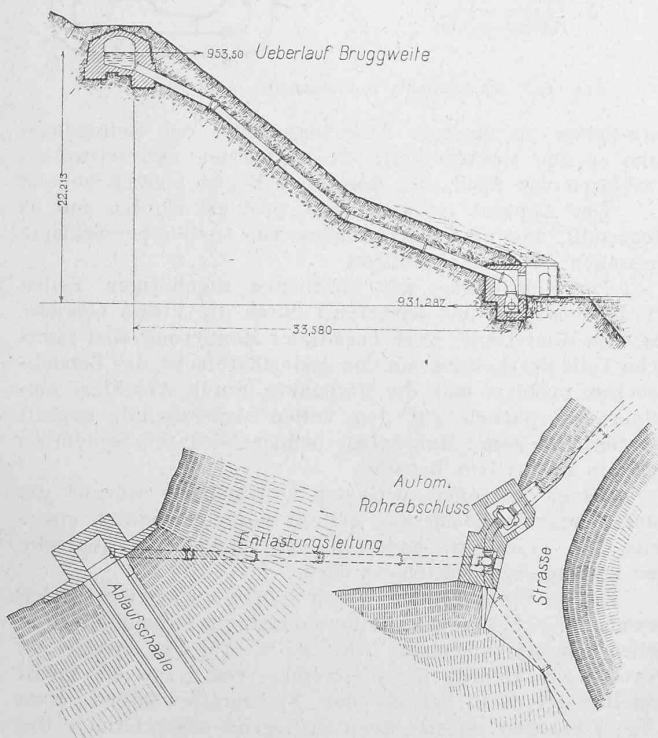 953,50 Ueberlauf Bruggweite
22,213
931,287
33,580
Autom.
Rohrabschluss
Entlastungsleitung
Ablaufschaale
Strasse